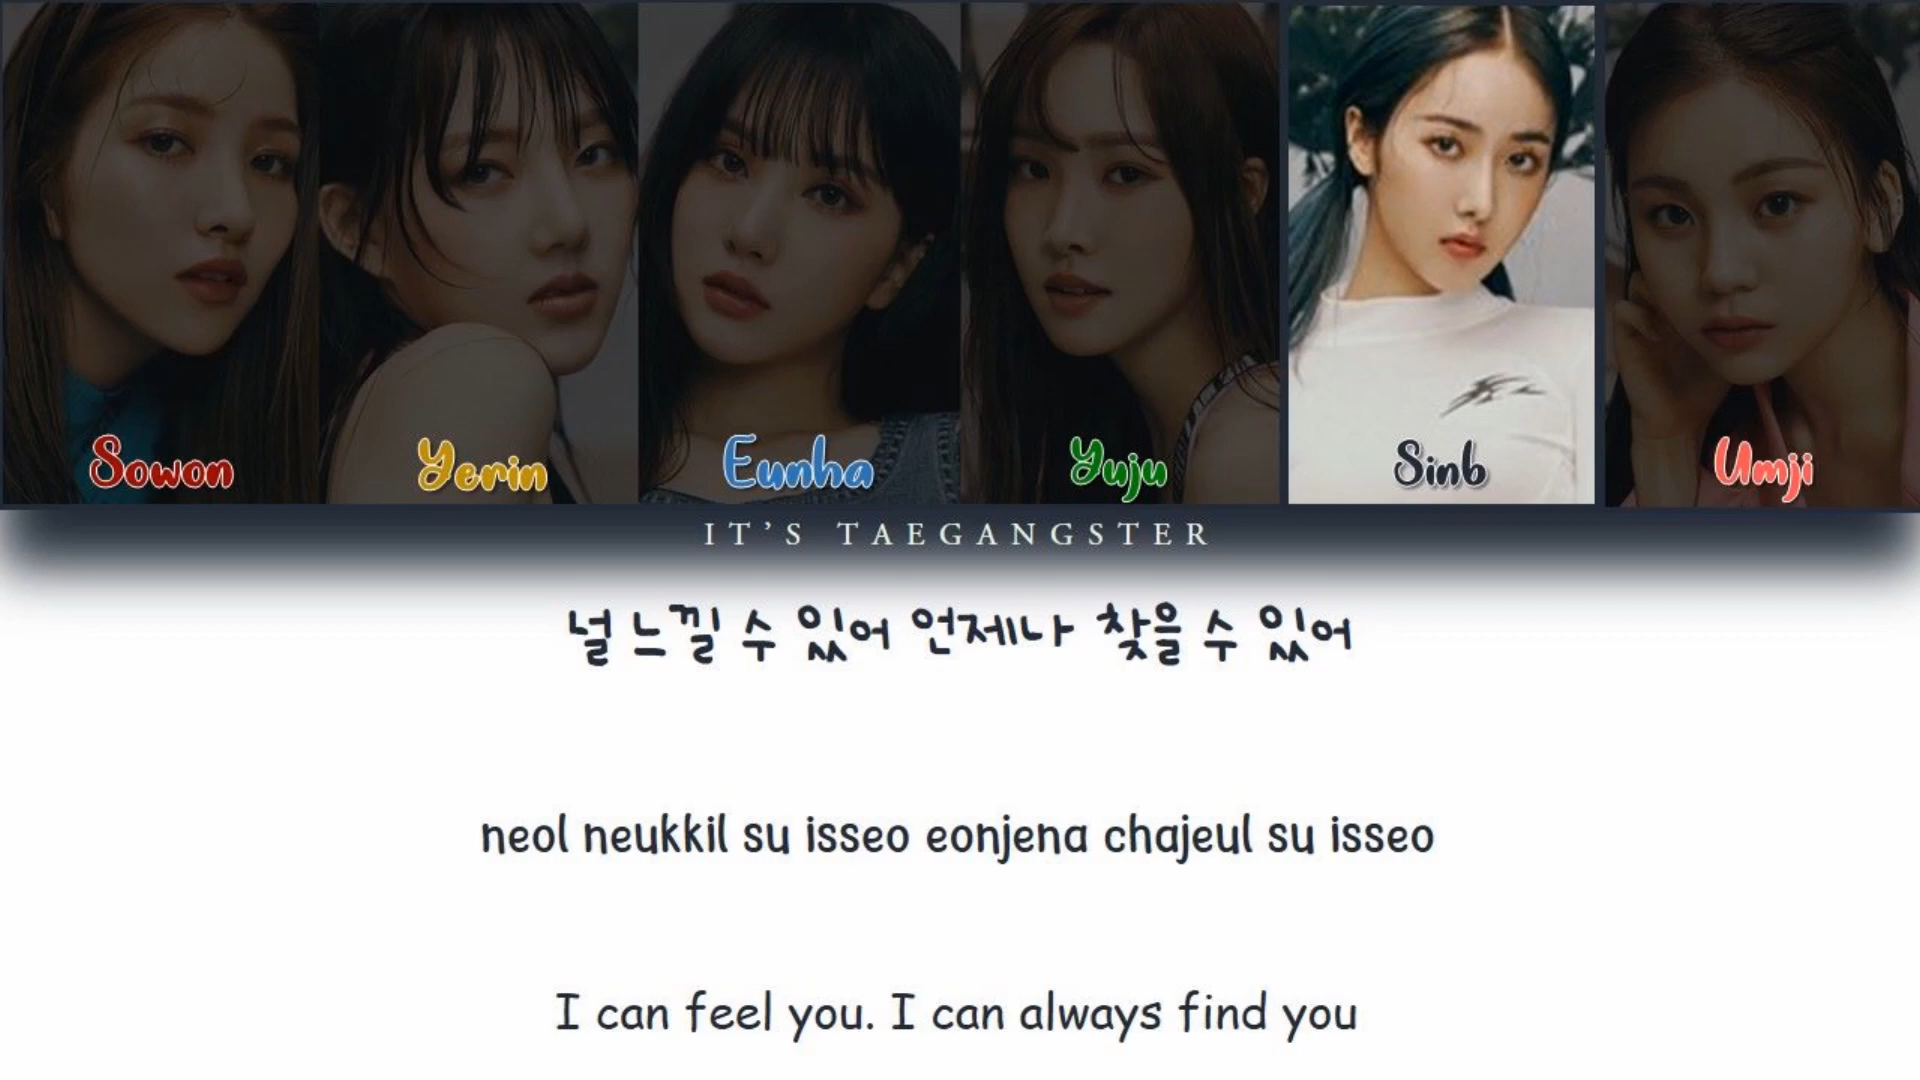 Sowon Yerin Eunha Yuju Sinb Umji
IT'S TAEGANGSTER
널 느낄 수 있어 언제나 찾을 수 있어
neol neukkil su isseo eonjena chajeul su isseo
I can feel you. I can always find you